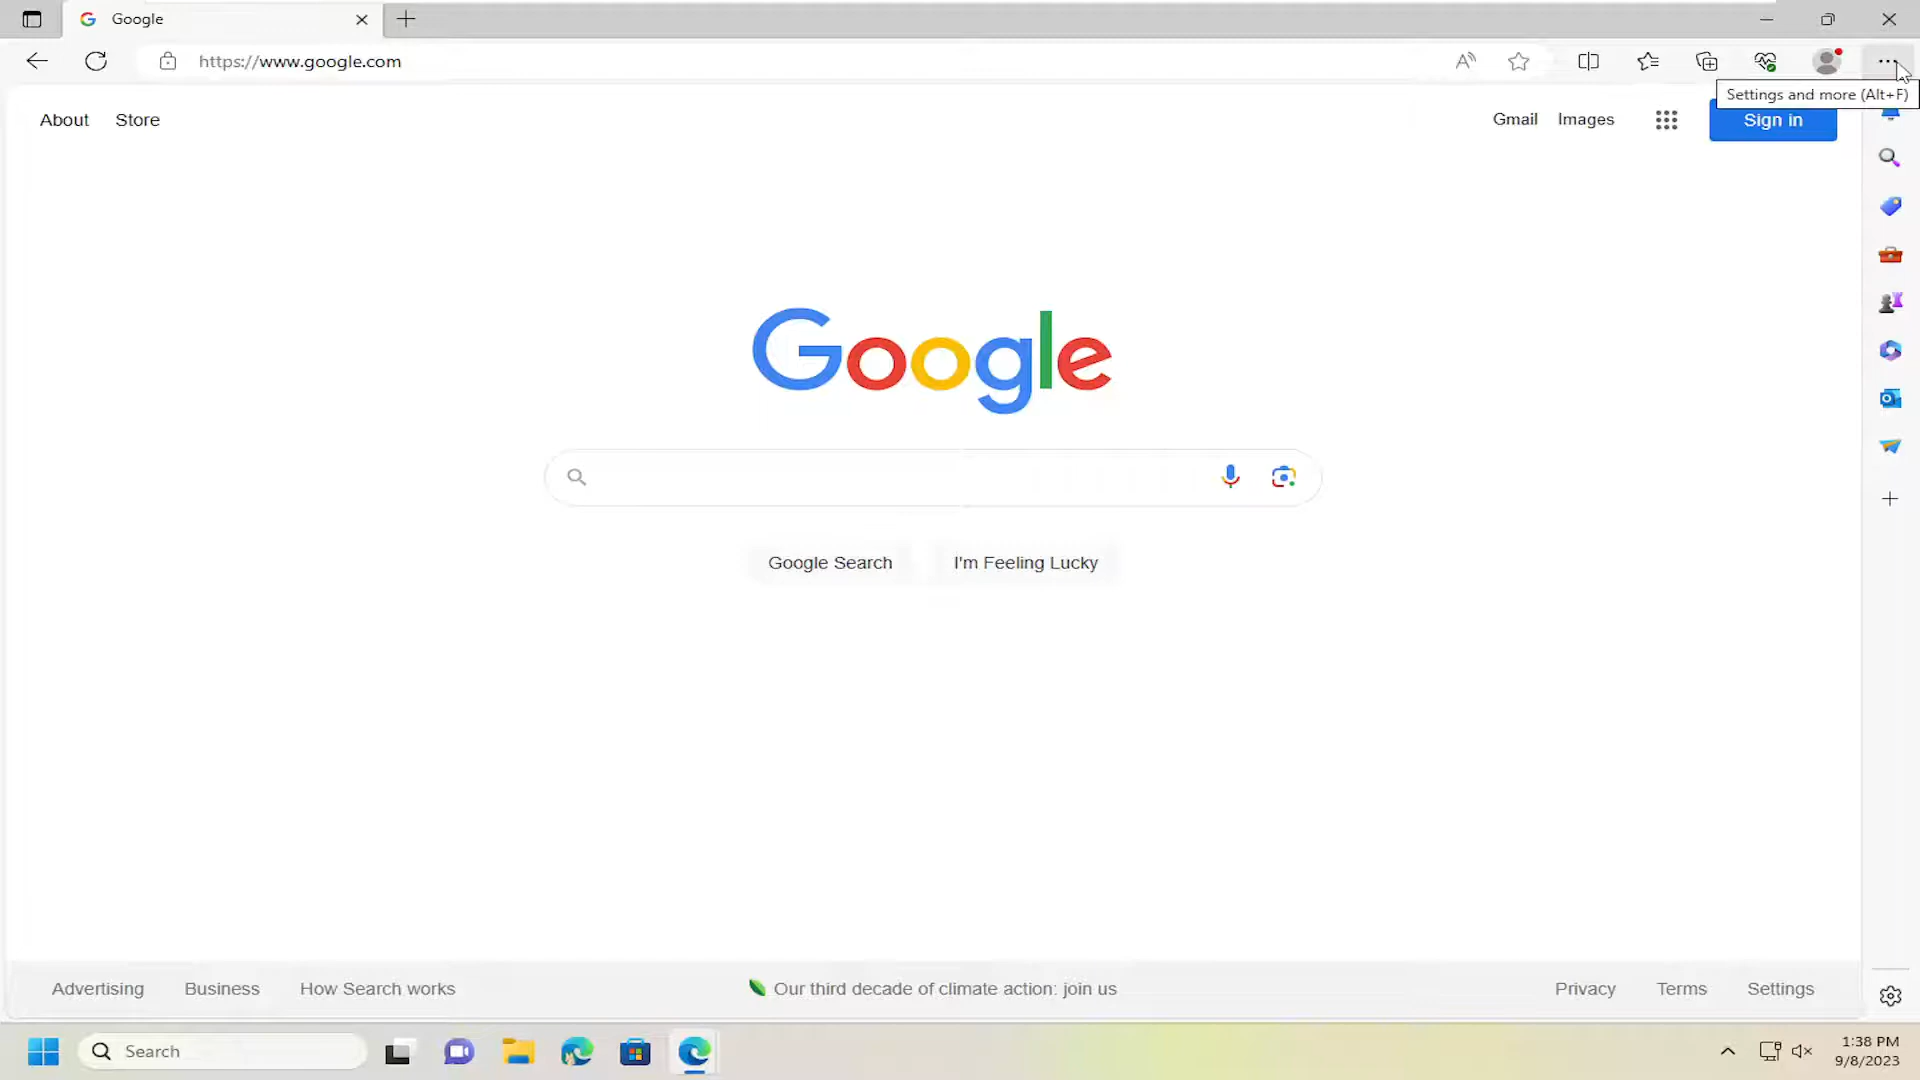 Google
https://www.google.com
Settings and more (Alt+F)
About Store
Gmail Images
Sign in
Google
Google Search I'm Feeling Lucky
Advertising Business How Search works
Our third decade of climate action: join us
Privacy Terms Settings
Search
1:38 PM
9/8/2023